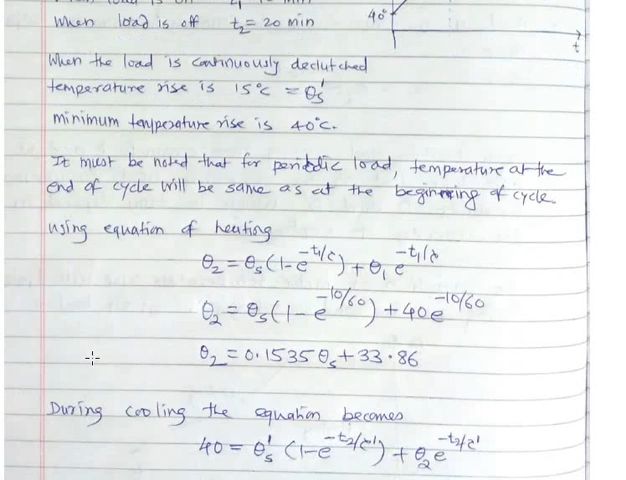 When load is off t₂ = 20 min
40°
t
When the load is continuously declutched
temperature rise is 15°c = θs'
minimum temperature rise is 40°c.
It must be noted that for periodic load, temperature at the
end of cycle will be same as at the beginning of cycle.
Using equation of heating
θ₂ = θs (1-e^(-t₁/τ)) + θ₁ e^(-t₁/τ)
θ₂ = θs (1-e^(-10/60)) + 40e^(-10/60)
θ₂ = 0.1535 θs + 33.86
During cooling the equation becomes
40 = θs' (1-e^(-t₂/τ')) + θ₂ e^(-t₂/τ')